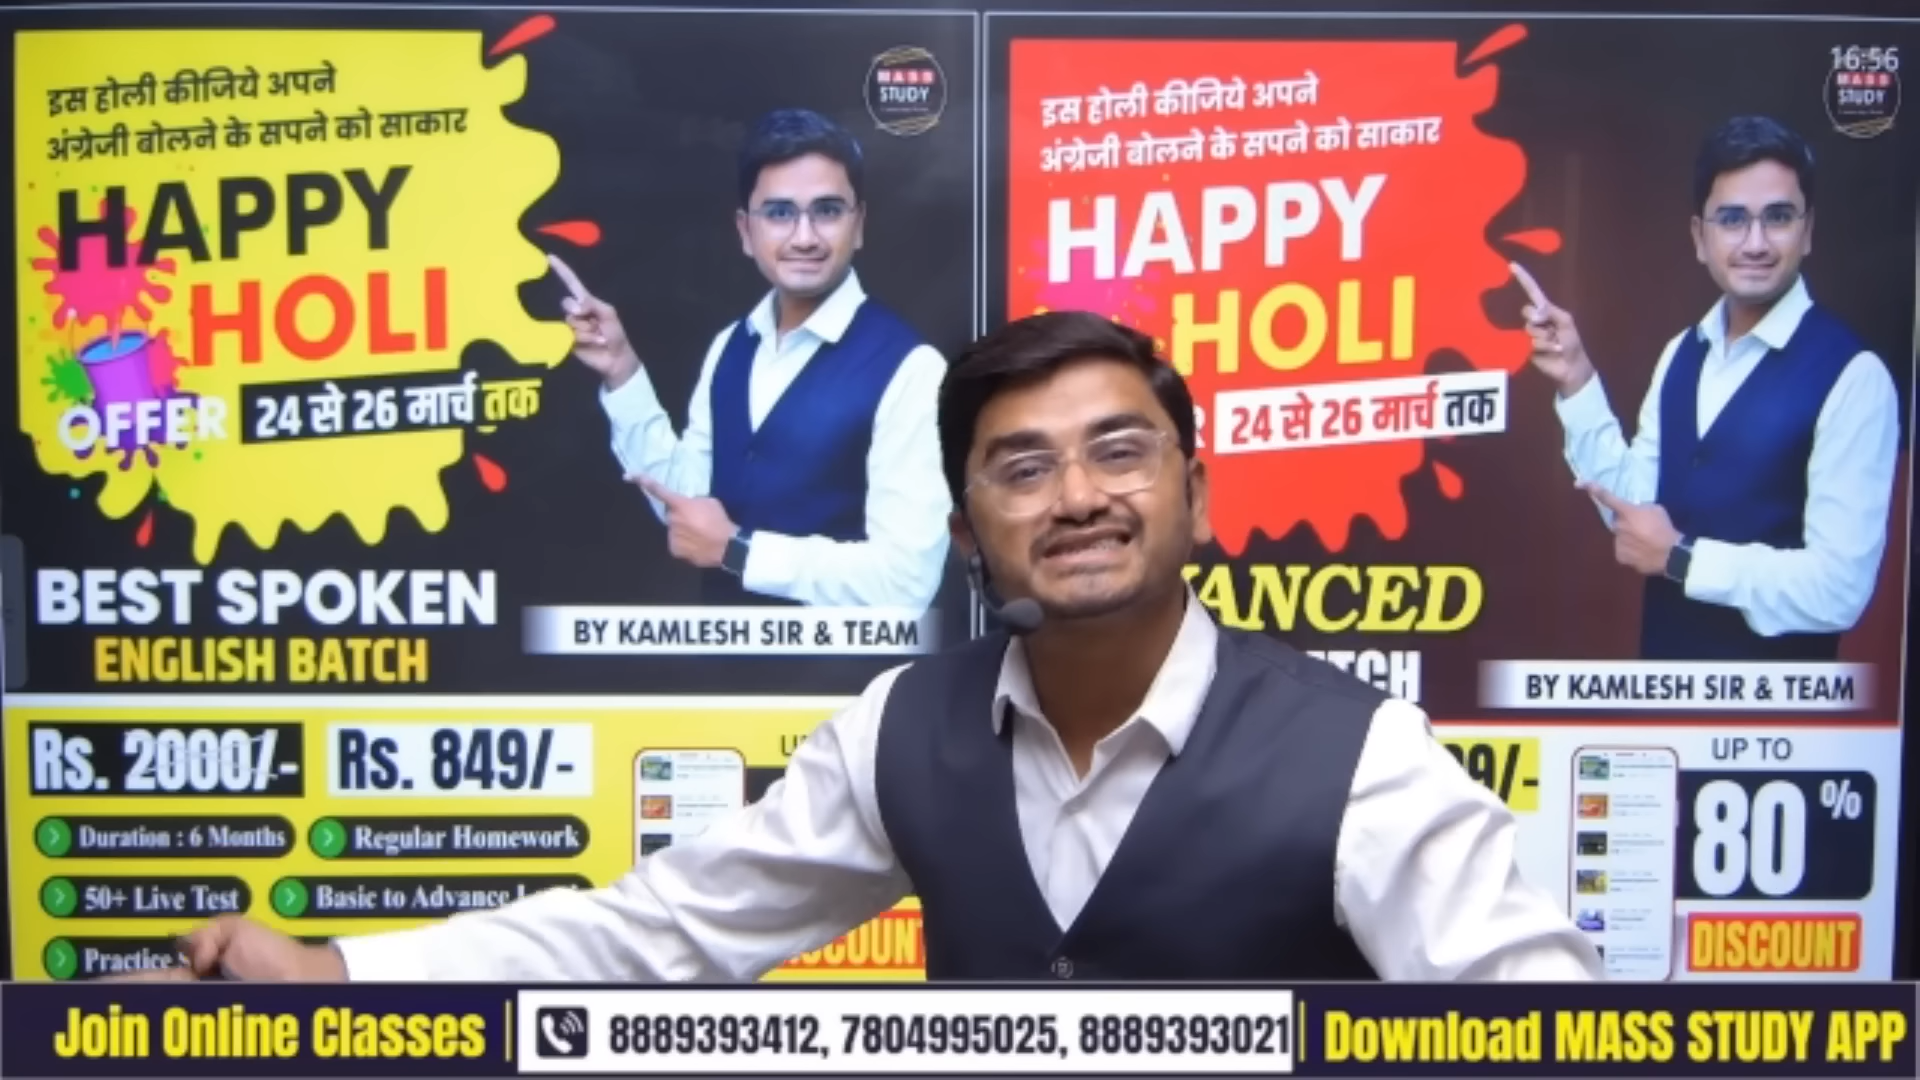 इस होली कीजिये अपने
अंग्रेजी बोलने के सपने को साकार
HAPPY
HOLI
OFFER 24 से 26 मार्च तक
MASS
STUDY
BEST SPOKEN
ENGLISH BATCH
BY KAMLESH SIR & TEAM
Rs. 2000/- Rs. 849/-
Duration : 6 Months
Regular Homework
50+ Live Test
Basic to Advance
Practice
इस होली कीजिये अपने
अंग्रेजी बोलने के सपने को साकार
HAPPY
HOLI
24 से 26 मार्च तक
16:56
MASS
STUDY
BY KAMLESH SIR & TEAM
UP TO
80%
DISCOUNT
Join Online Classes
8889393412, 7804995025, 8889393021
Download MASS STUDY APP